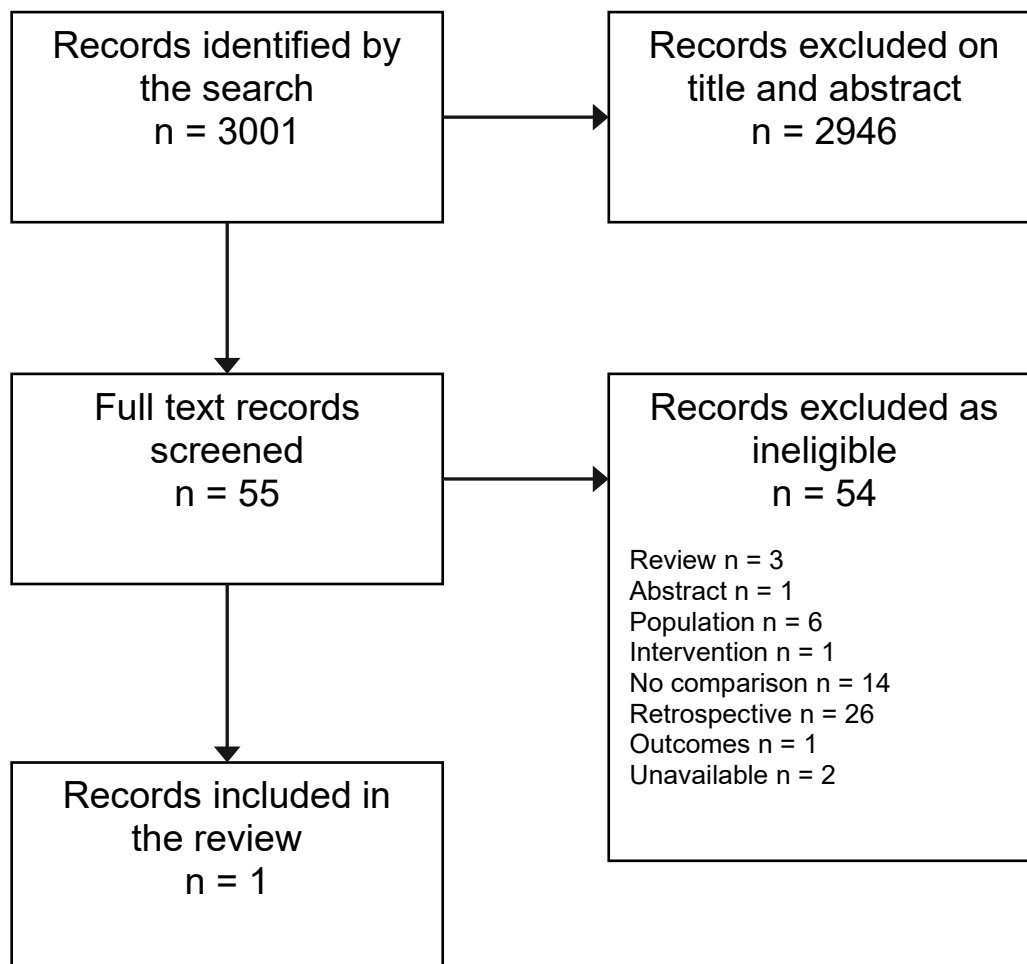 Records identified by
the search
n = 3001
Records excluded on
title and abstract
n = 2946
Full text records
screened
n = 55
Records excluded as
ineligible
n = 54
Review n = 3
Abstract n = 1
Population n = 6
Intervention n = 1
No comparison n = 14
Retrospective n = 26
Outcomes n = 1
Unavailable n = 2
Records included in
the review
n = 1